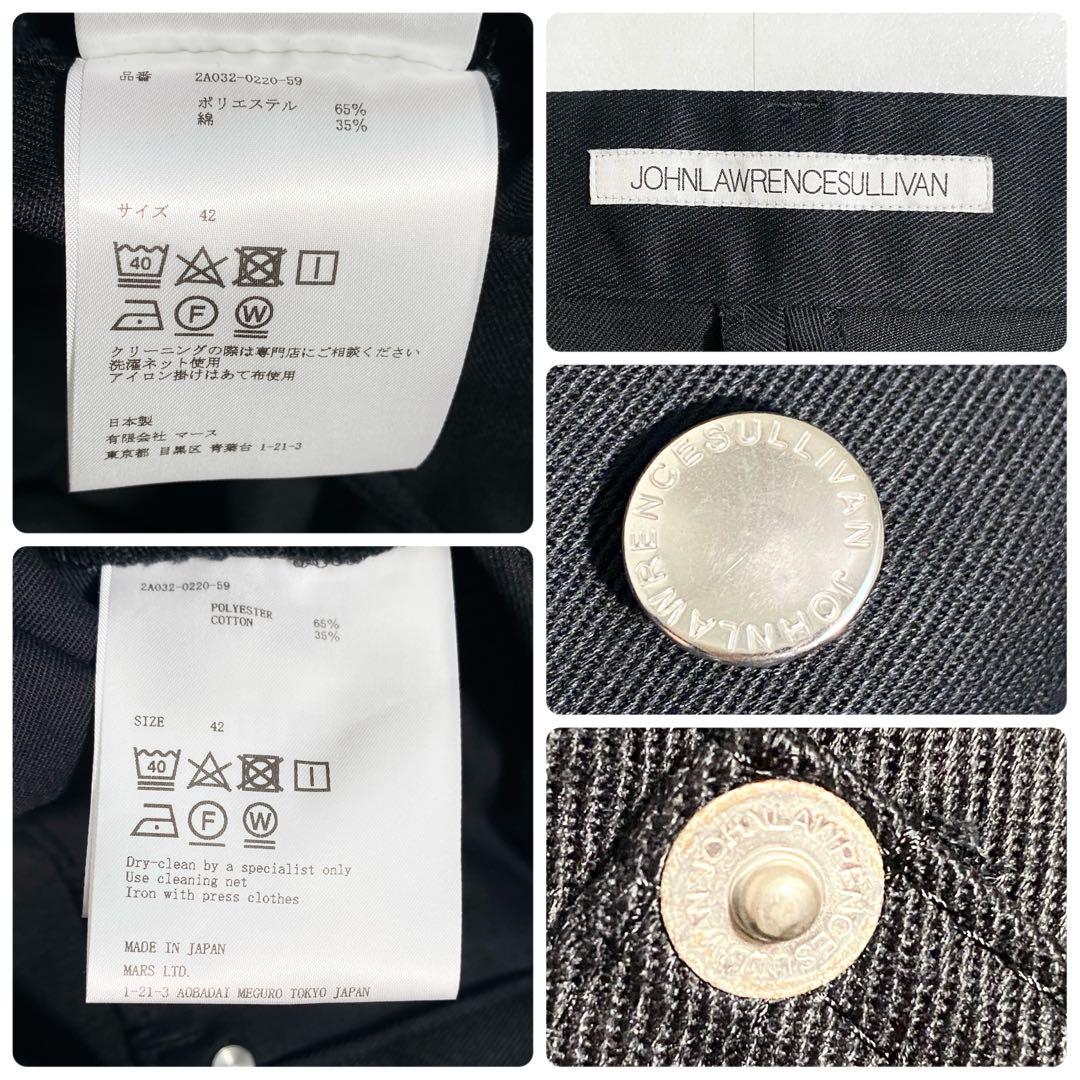 品番 2A032-0220-59
ポリエステル 65%
綿 35%
サイズ 42
40
F
W
クリーニングの際は専門店にご相談ください
洗濯ネット使用
アイロン掛けはあて布使用
日本製
有限会社 マース
東京都 目黒区 青葉台 1-21-3
JOHNLAWRENCESULLIVAN
JOHNLAWRENCESULLIVAN
2A032-0220-59
POLYESTER 65%
COTTON 35%
SIZE 42
40
F
W
Dry-clean by a specialist only
Use cleaning net
Iron with press clothes
MADE IN JAPAN
MARS LTD.
1-21-3 AOBADAI MEGURO TOKYO JAPAN